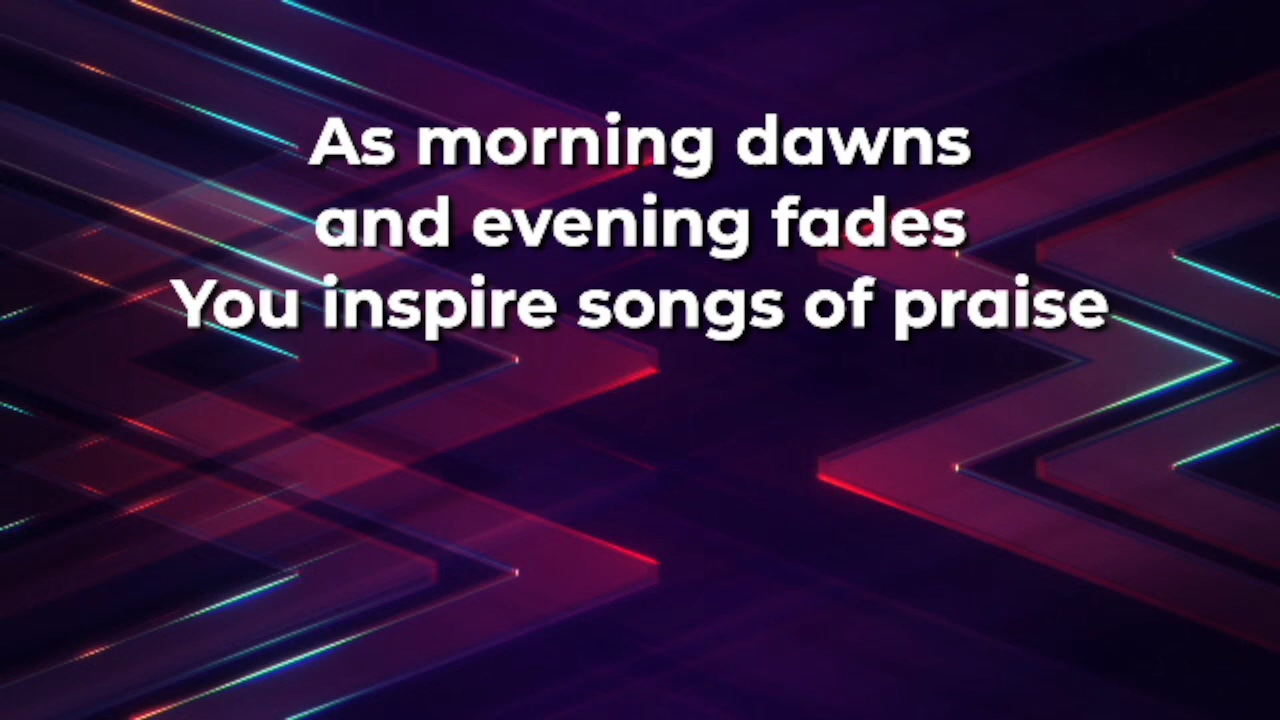 As morning dawns
and evening fades
You inspire songs of praise